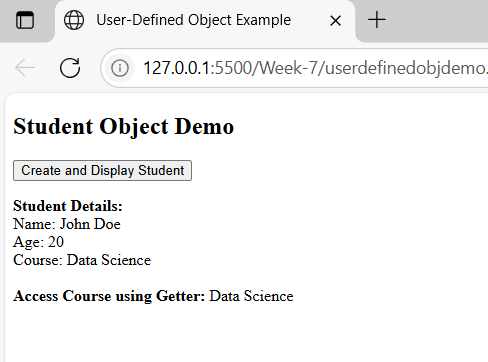 User-Defined Object Example
127.0.0.1:5500/Week-7/userdefinedobjdemo.
Student Object Demo
Create and Display Student
Student Details:
Name: John Doe
Age: 20
Course: Data Science
Access Course using Getter: Data Science